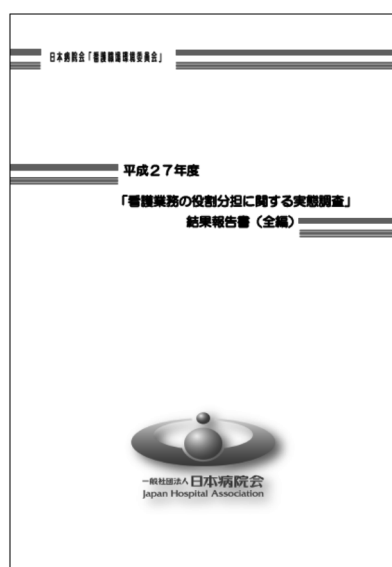 日本病院会「看護職場環境委員会」
平成２７年度
「看護業務の役割分担に関する実態調査」
結果報告書（全編）
一般社団法人日本病院会
Japan Hospital Association